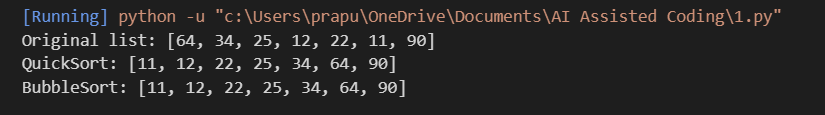 [Running] python -u "c:\Users\prapu\OneDrive\Documents\AI Assisted Coding\1.py"
Original list: [64, 34, 25, 12, 22, 11, 90]
QuickSort: [11, 12, 22, 25, 34, 64, 90]
BubbleSort: [11, 12, 22, 25, 34, 64, 90]